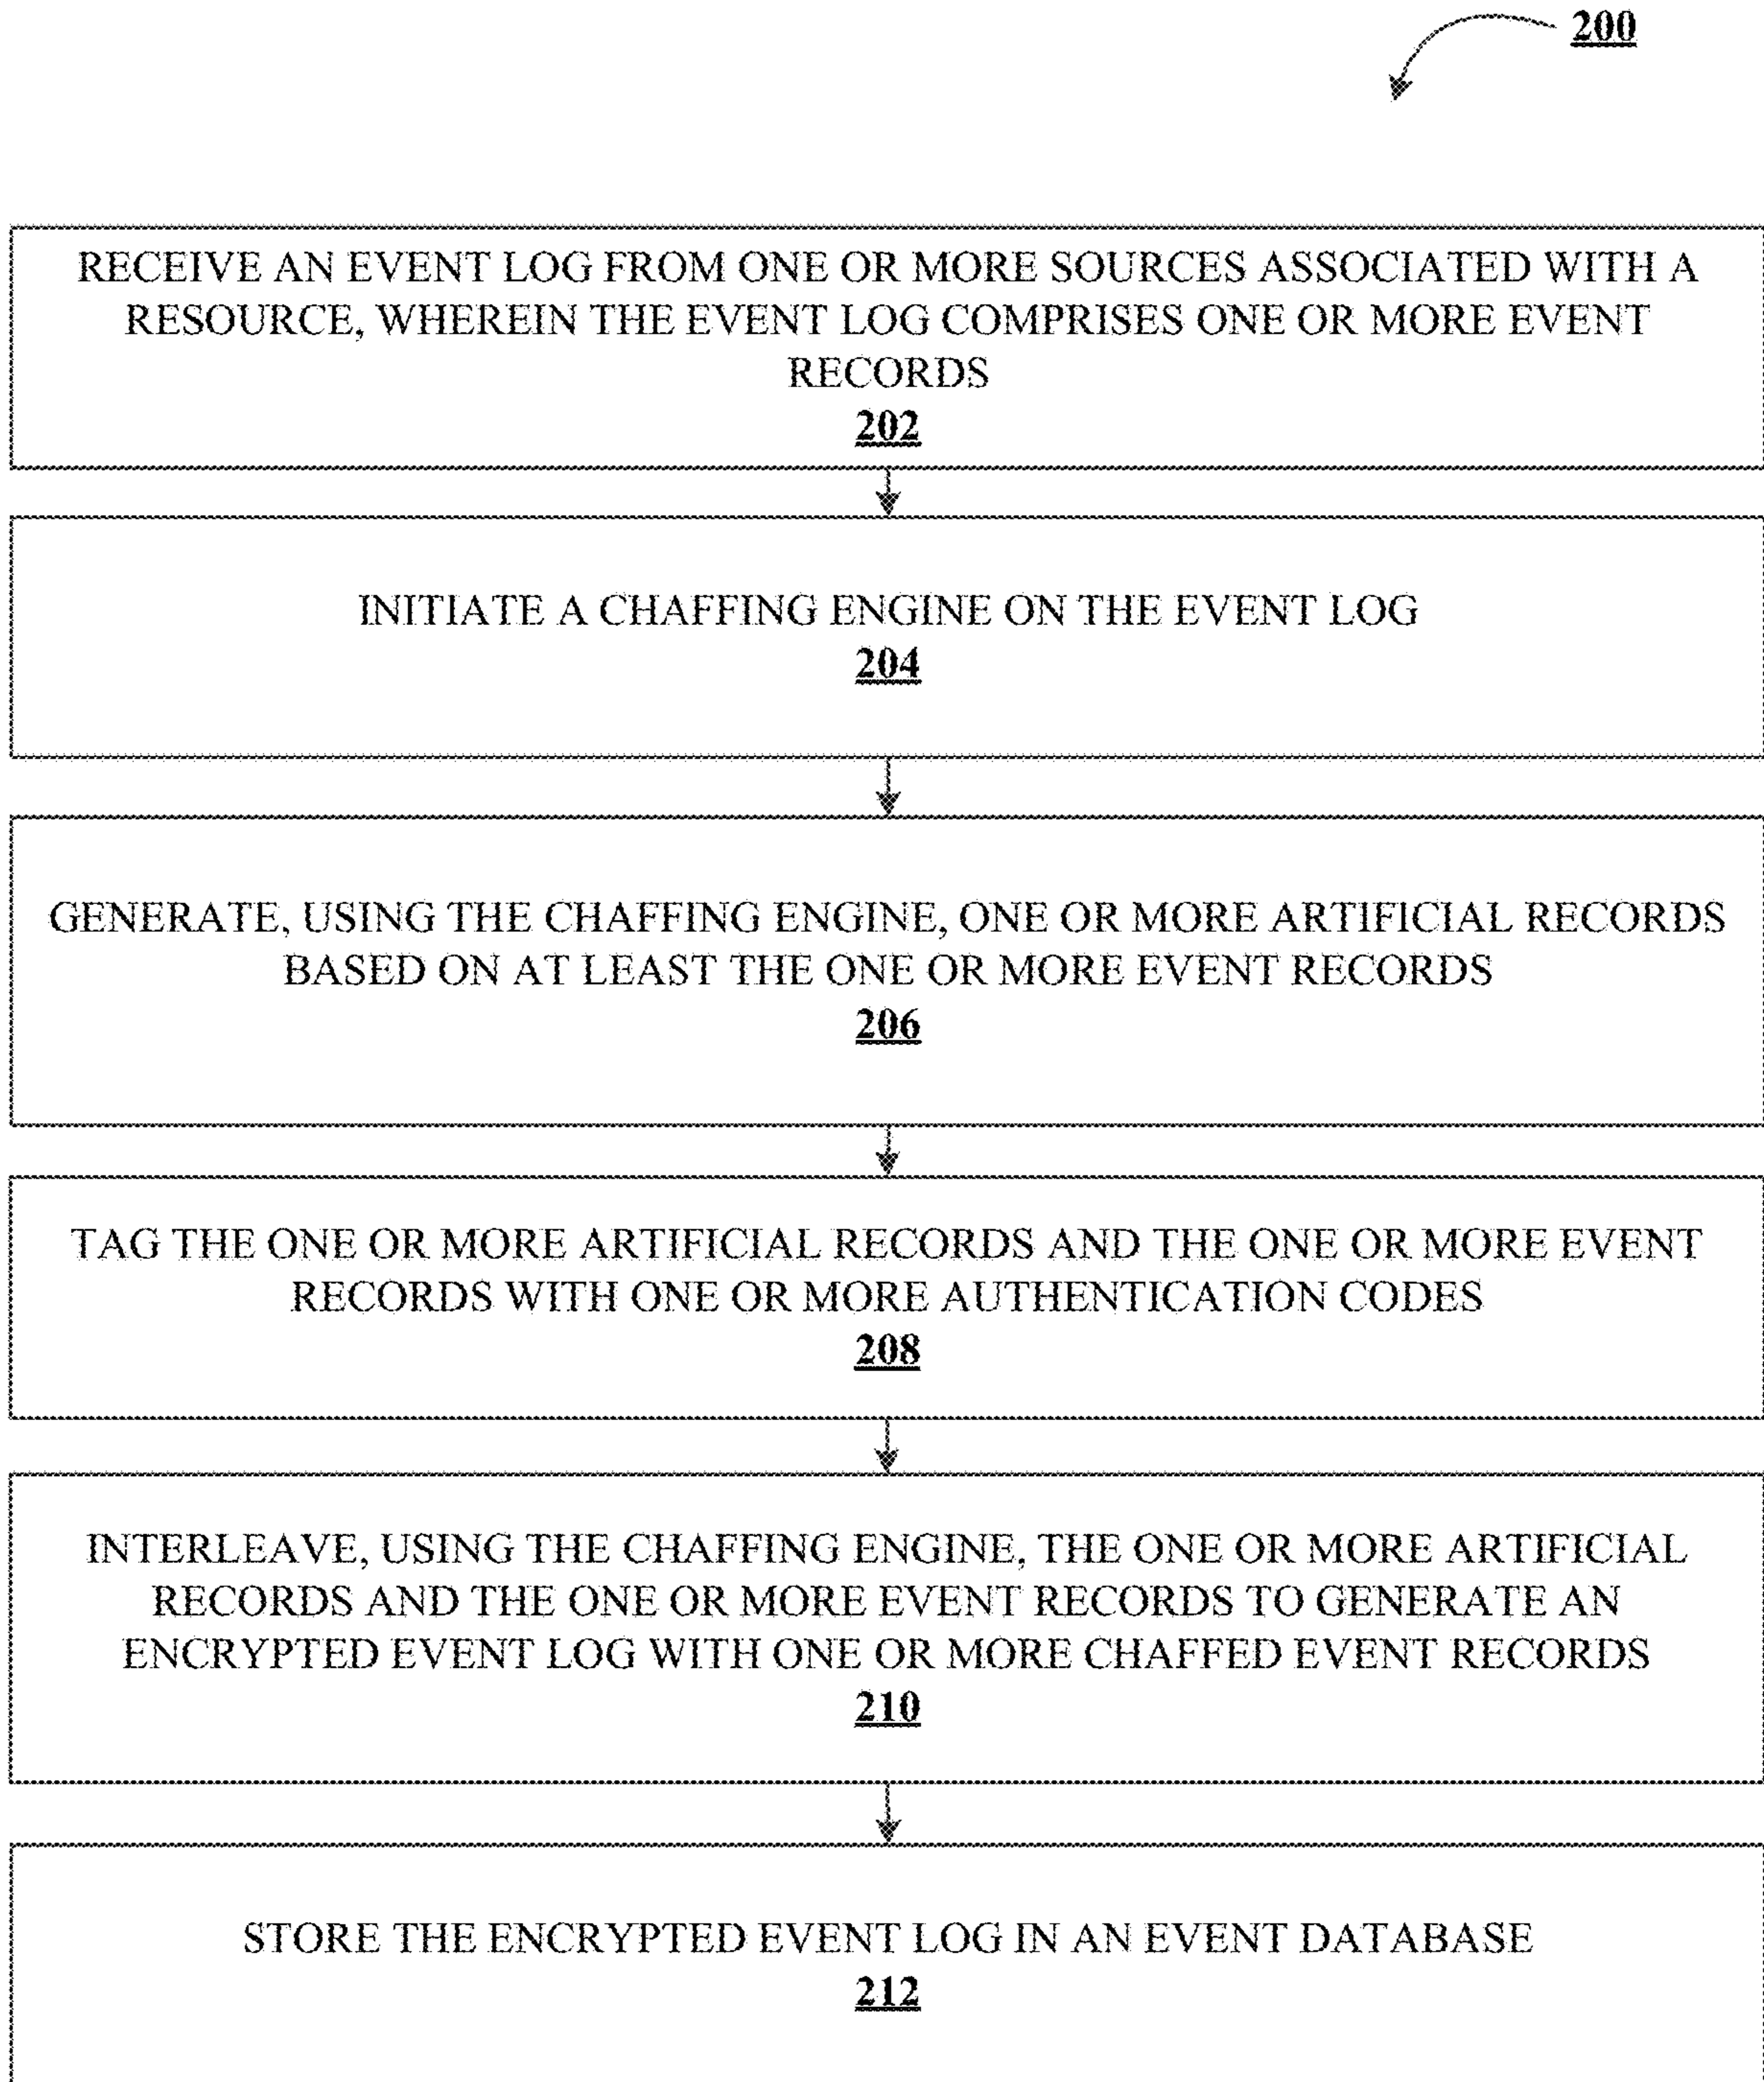 200
RECEIVE AN EVENT LOG FROM ONE OR MORE SOURCES ASSOCIATED WITH A
RESOURCE, WHEREIN THE EVENT LOG COMPRISES ONE OR MORE EVENT
RECORDS
202
INITIATE A CHAFFING ENGINE ON THE EVENT LOG
204
GENERATE, USING THE CHAFFING ENGINE, ONE OR MORE ARTIFICIAL RECORDS
BASED ON AT LEAST THE ONE OR MORE EVENT RECORDS
206
TAG THE ONE OR MORE ARTIFICIAL RECORDS AND THE ONE OR MORE EVENT
RECORDS WITH ONE OR MORE AUTHENTICATION CODES
208
INTERLEAVE, USING THE CHAFFING ENGINE, THE ONE OR MORE ARTIFICIAL
RECORDS AND THE ONE OR MORE EVENT RECORDS TO GENERATE AN
ENCRYPTED EVENT LOG WITH ONE OR MORE CHAFFED EVENT RECORDS
210
STORE THE ENCRYPTED EVENT LOG IN AN EVENT DATABASE
212